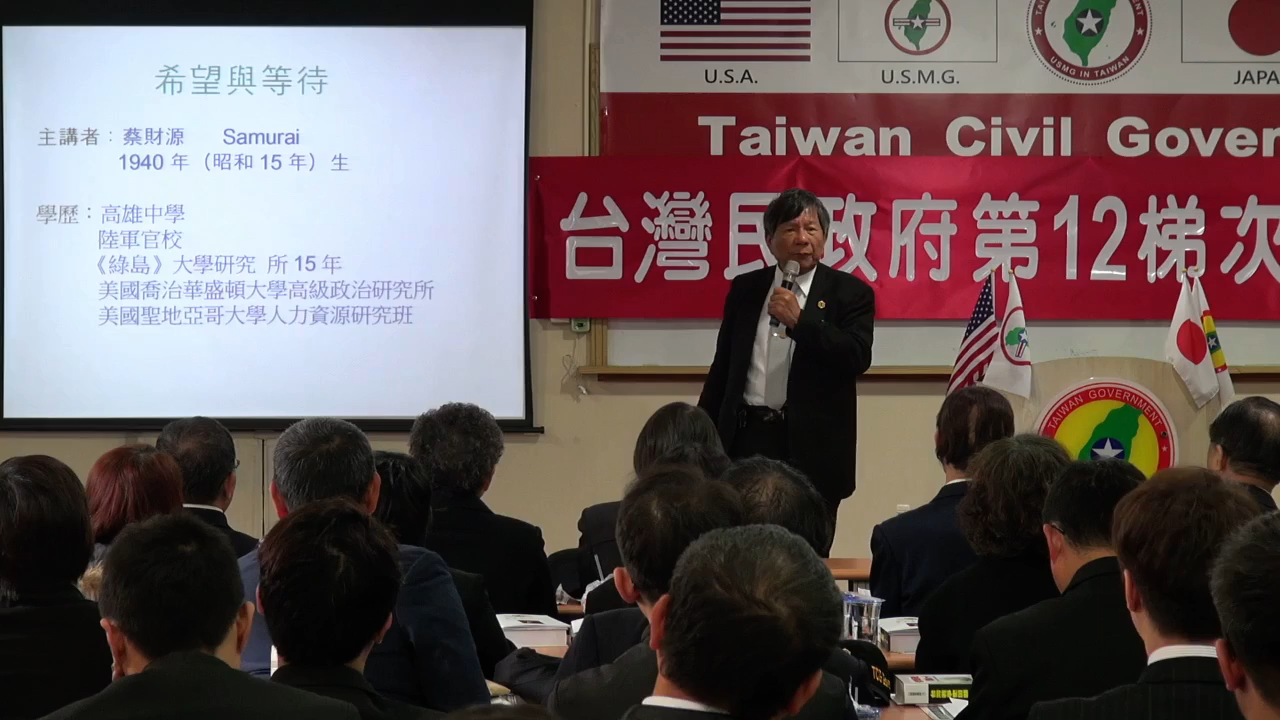 希望與等待
主講者：蔡財源 Samurai
1940 年（昭和 15 年）生
學歷：高雄中學
陸軍官校
《綠島》大學研究 所 15 年
美國喬治華盛頓大學高級政治研究所
美國聖地亞哥大學人力資源研究班
U.S.A.
U.S.M.G.
TAIWAN GOVERNMENT
USMG IN TAIWAN
JAPA
Taiwan Civil Gover
台灣民政府第12梯次
TAIWAN GOVERNMENT